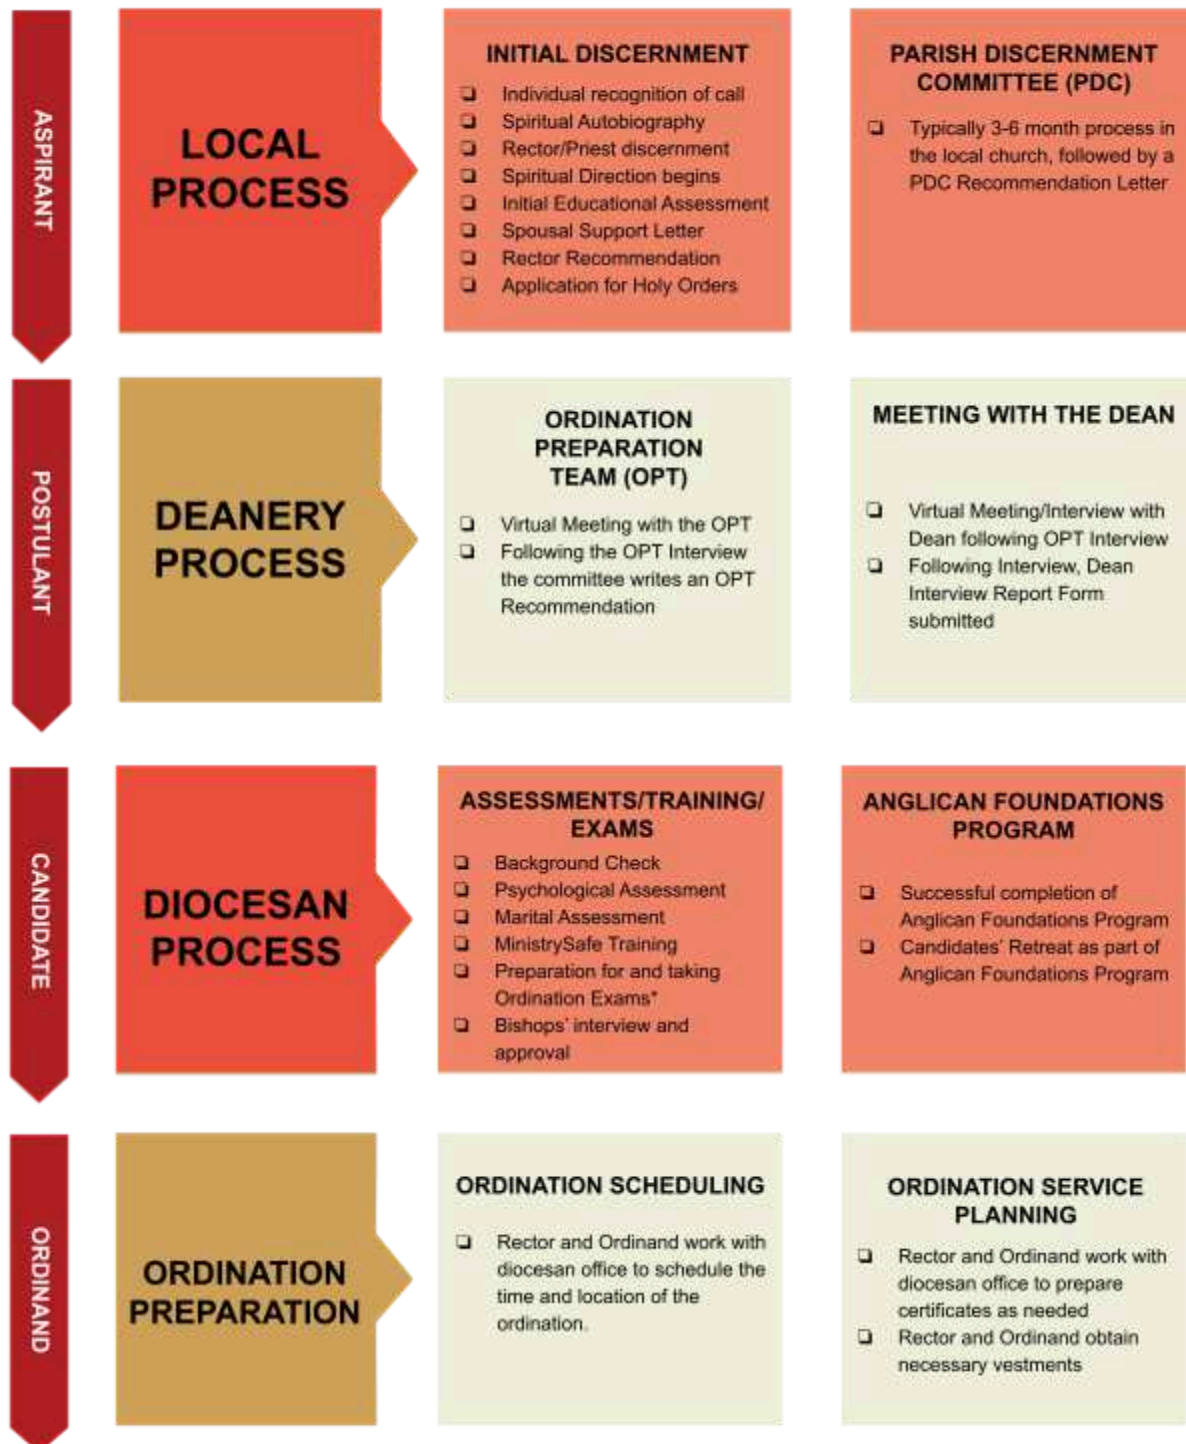 ASPIRANT
LOCAL
PROCESS
INITIAL DISCERNMENT
❑ Individual recognition of call
❑ Spiritual Autobiography
❑ Rector/Priest discernment
❑ Spiritual Direction begins
❑ Initial Educational Assessment
❑ Spousal Support Letter
❑ Rector Recommendation
❑ Application for Holy Orders
PARISH DISCERNMENT
COMMITTEE (PDC)
❑ Typically 3-6 month process in
the local church, followed by a
PDC Recommendation Letter
POSTULANT
DEANERY
PROCESS
ORDINATION
PREPARATION
TEAM (OPT)
❑ Virtual Meeting with the OPT
❑ Following the OPT Interview
the committee writes an OPT
Recommendation
MEETING WITH THE DEAN
❑ Virtual Meeting/Interview with
Dean following OPT Interview
❑ Following Interview, Dean
Interview Report Form
submitted
CANDIDATE
DIOCESAN
PROCESS
ASSESSMENTS/TRAINING/
EXAMS
❑ Background Check
❑ Psychological Assessment
❑ Marital Assessment
❑ MinistrySafe Training
❑ Preparation for and taking
Ordination Exams*
❑ Bishops' interview and
approval
ANGLICAN FOUNDATIONS
PROGRAM
❑ Successful completion of
Anglican Foundations Program
❑ Candidates' Retreat as part of
Anglican Foundations Program
ORDINAND
ORDINATION
PREPARATION
ORDINATION SCHEDULING
❑ Rector and Ordinand work with
diocesan office to schedule the
time and location of the
ordination.
ORDINATION SERVICE
PLANNING
❑ Rector and Ordinand work with
diocesan office to prepare
certificates as needed
❑ Rector and Ordinand obtain
necessary vestments